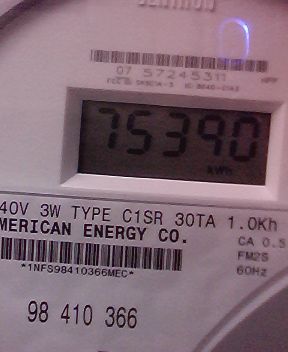 CENTRON
07 57245311
75390
kWh
40V 3W TYPE C1SR 30TA 1.0Kh
MERICAN ENERGY CO.
CA 0.5
*1NFS98410366MEC*
FM2S
60Hz
98 410 366